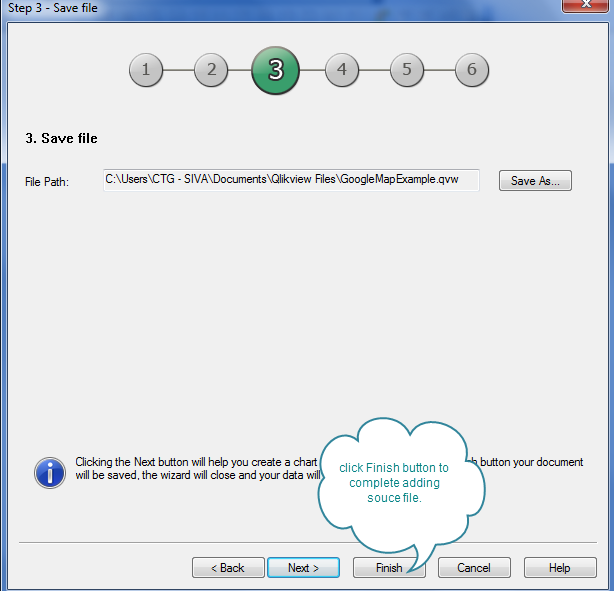 Step 3 - Save file
1 2 3 4 5 6
3. Save file
File Path: C:\Users\CTG - SIVA\Documents\Qlikview Files\GoogleMapExample.qvw Save As...
click Finish button to
complete adding
souce file.
Clicking the Next button will help you create a chart button your document
will be saved, the wizard will close and your data will
< Back Next > Finish Cancel Help